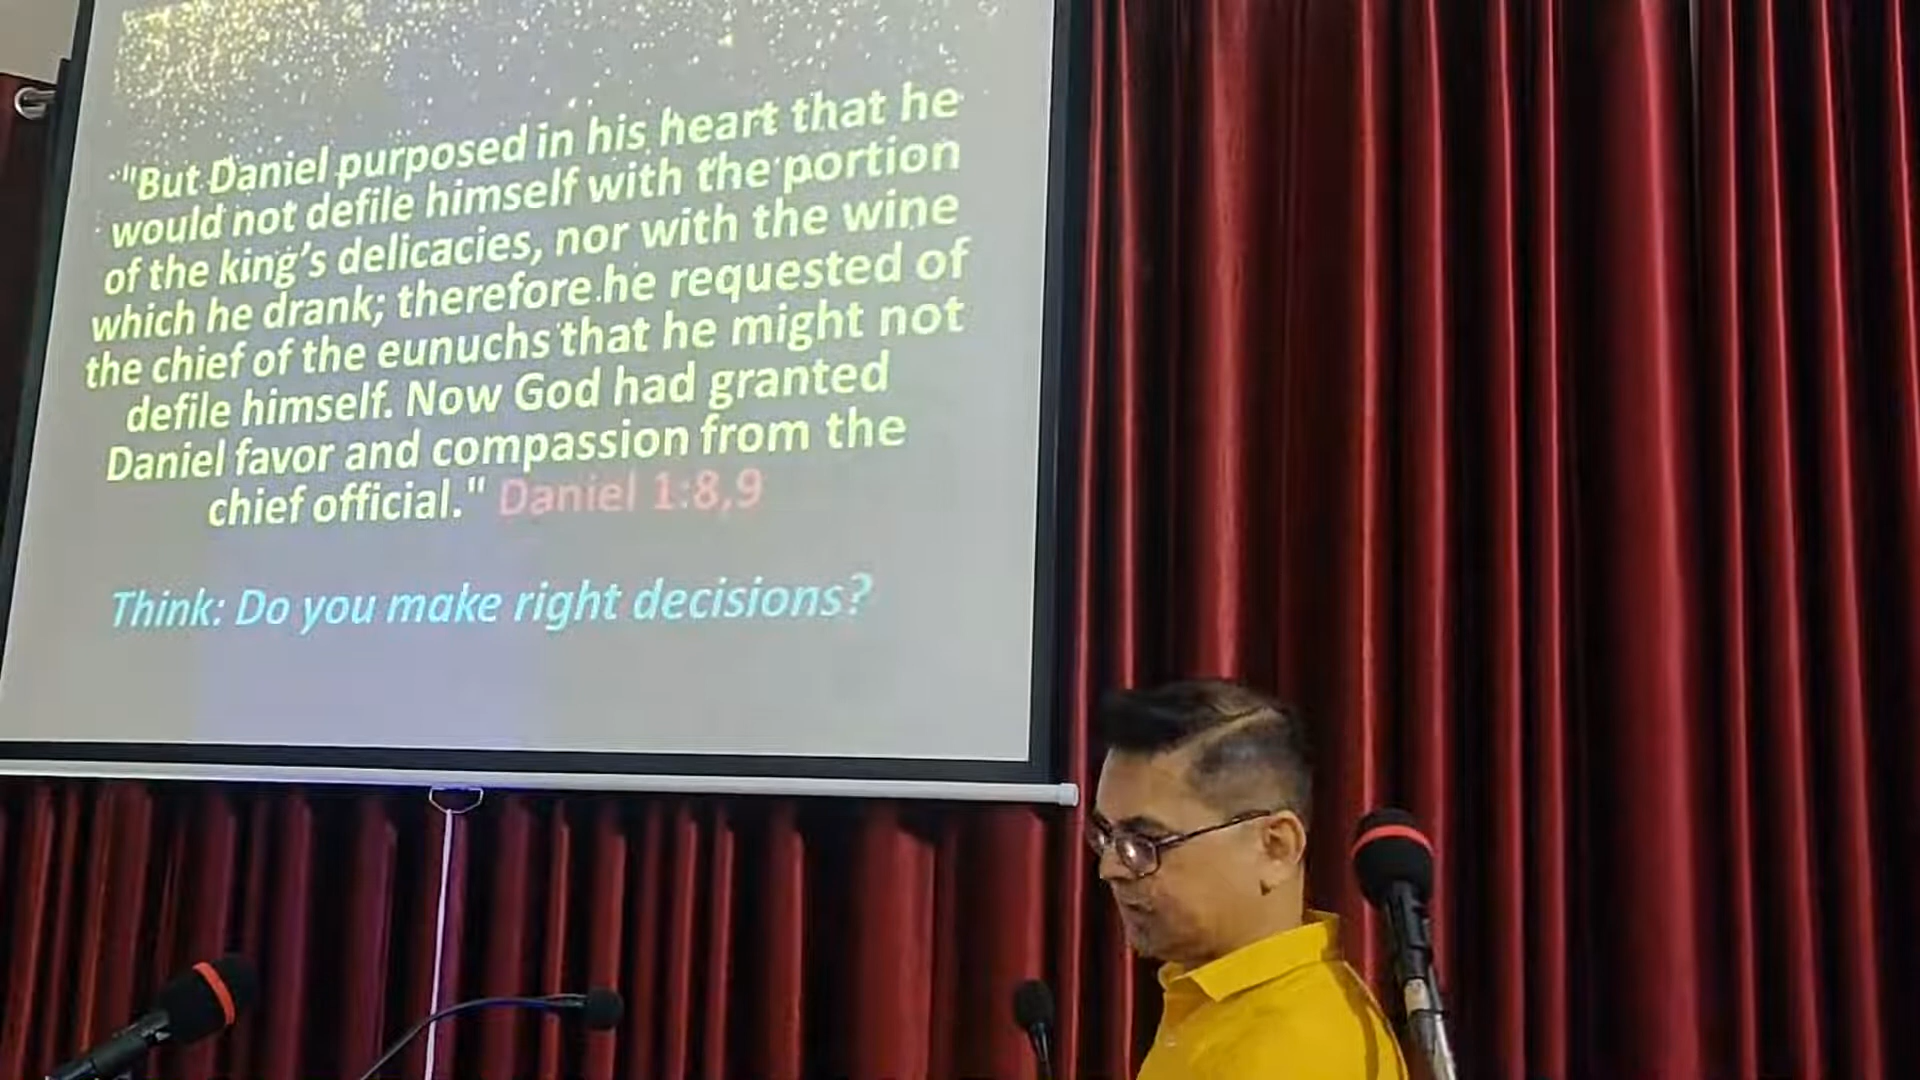 "But Daniel purposed in his heart that he
would not defile himself with the portion
of the king's delicacies, nor with the wine
which he drank; therefore he requested of
the chief of the eunuchs that he might not
defile himself. Now God had granted
Daniel favor and compassion from the
chief official." Daniel 1:8,9
Think: Do you make right decisions?